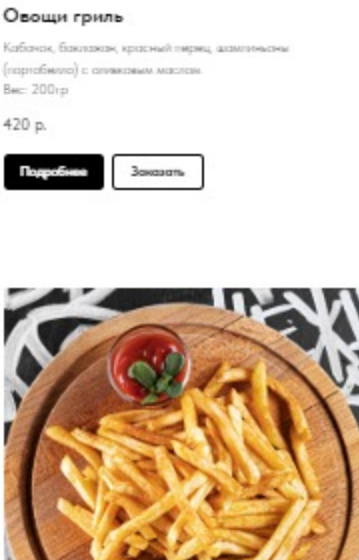 Овощи гриль
Кабачок, баклажан, красный перец, шампиньоны
(портобелло) с оливковым маслом.
Вес: 200гр
420 р.
Подробнее
Заказать